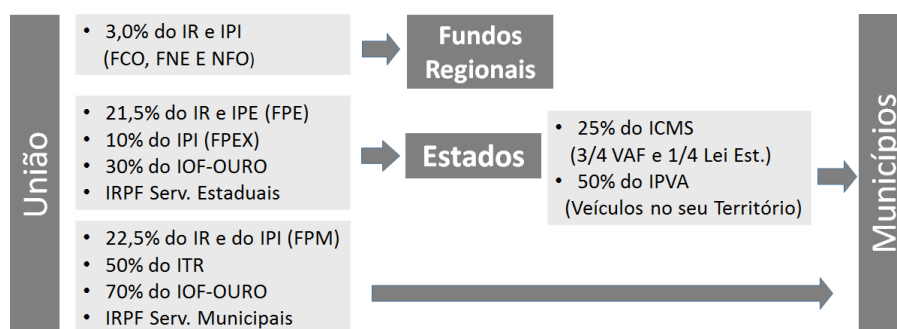 União
• 3,0% do IR e IPI
(FCO, FNE E NFO)
Fundos
Regionais
• 21,5% do IR e IPE (FPE)
• 10% do IPI (FPEX)
• 30% do IOF-OURO
• IRPF Serv. Estaduais
Estados
• 25% do ICMS
(3/4 VAF e 1/4 Lei Est.)
• 50% do IPVA
(Veículos no seu Território)
• 22,5% do IR e do IPI (FPM)
• 50% do ITR
• 70% do IOF-OURO
• IRPF Serv. Municipais
Municípios